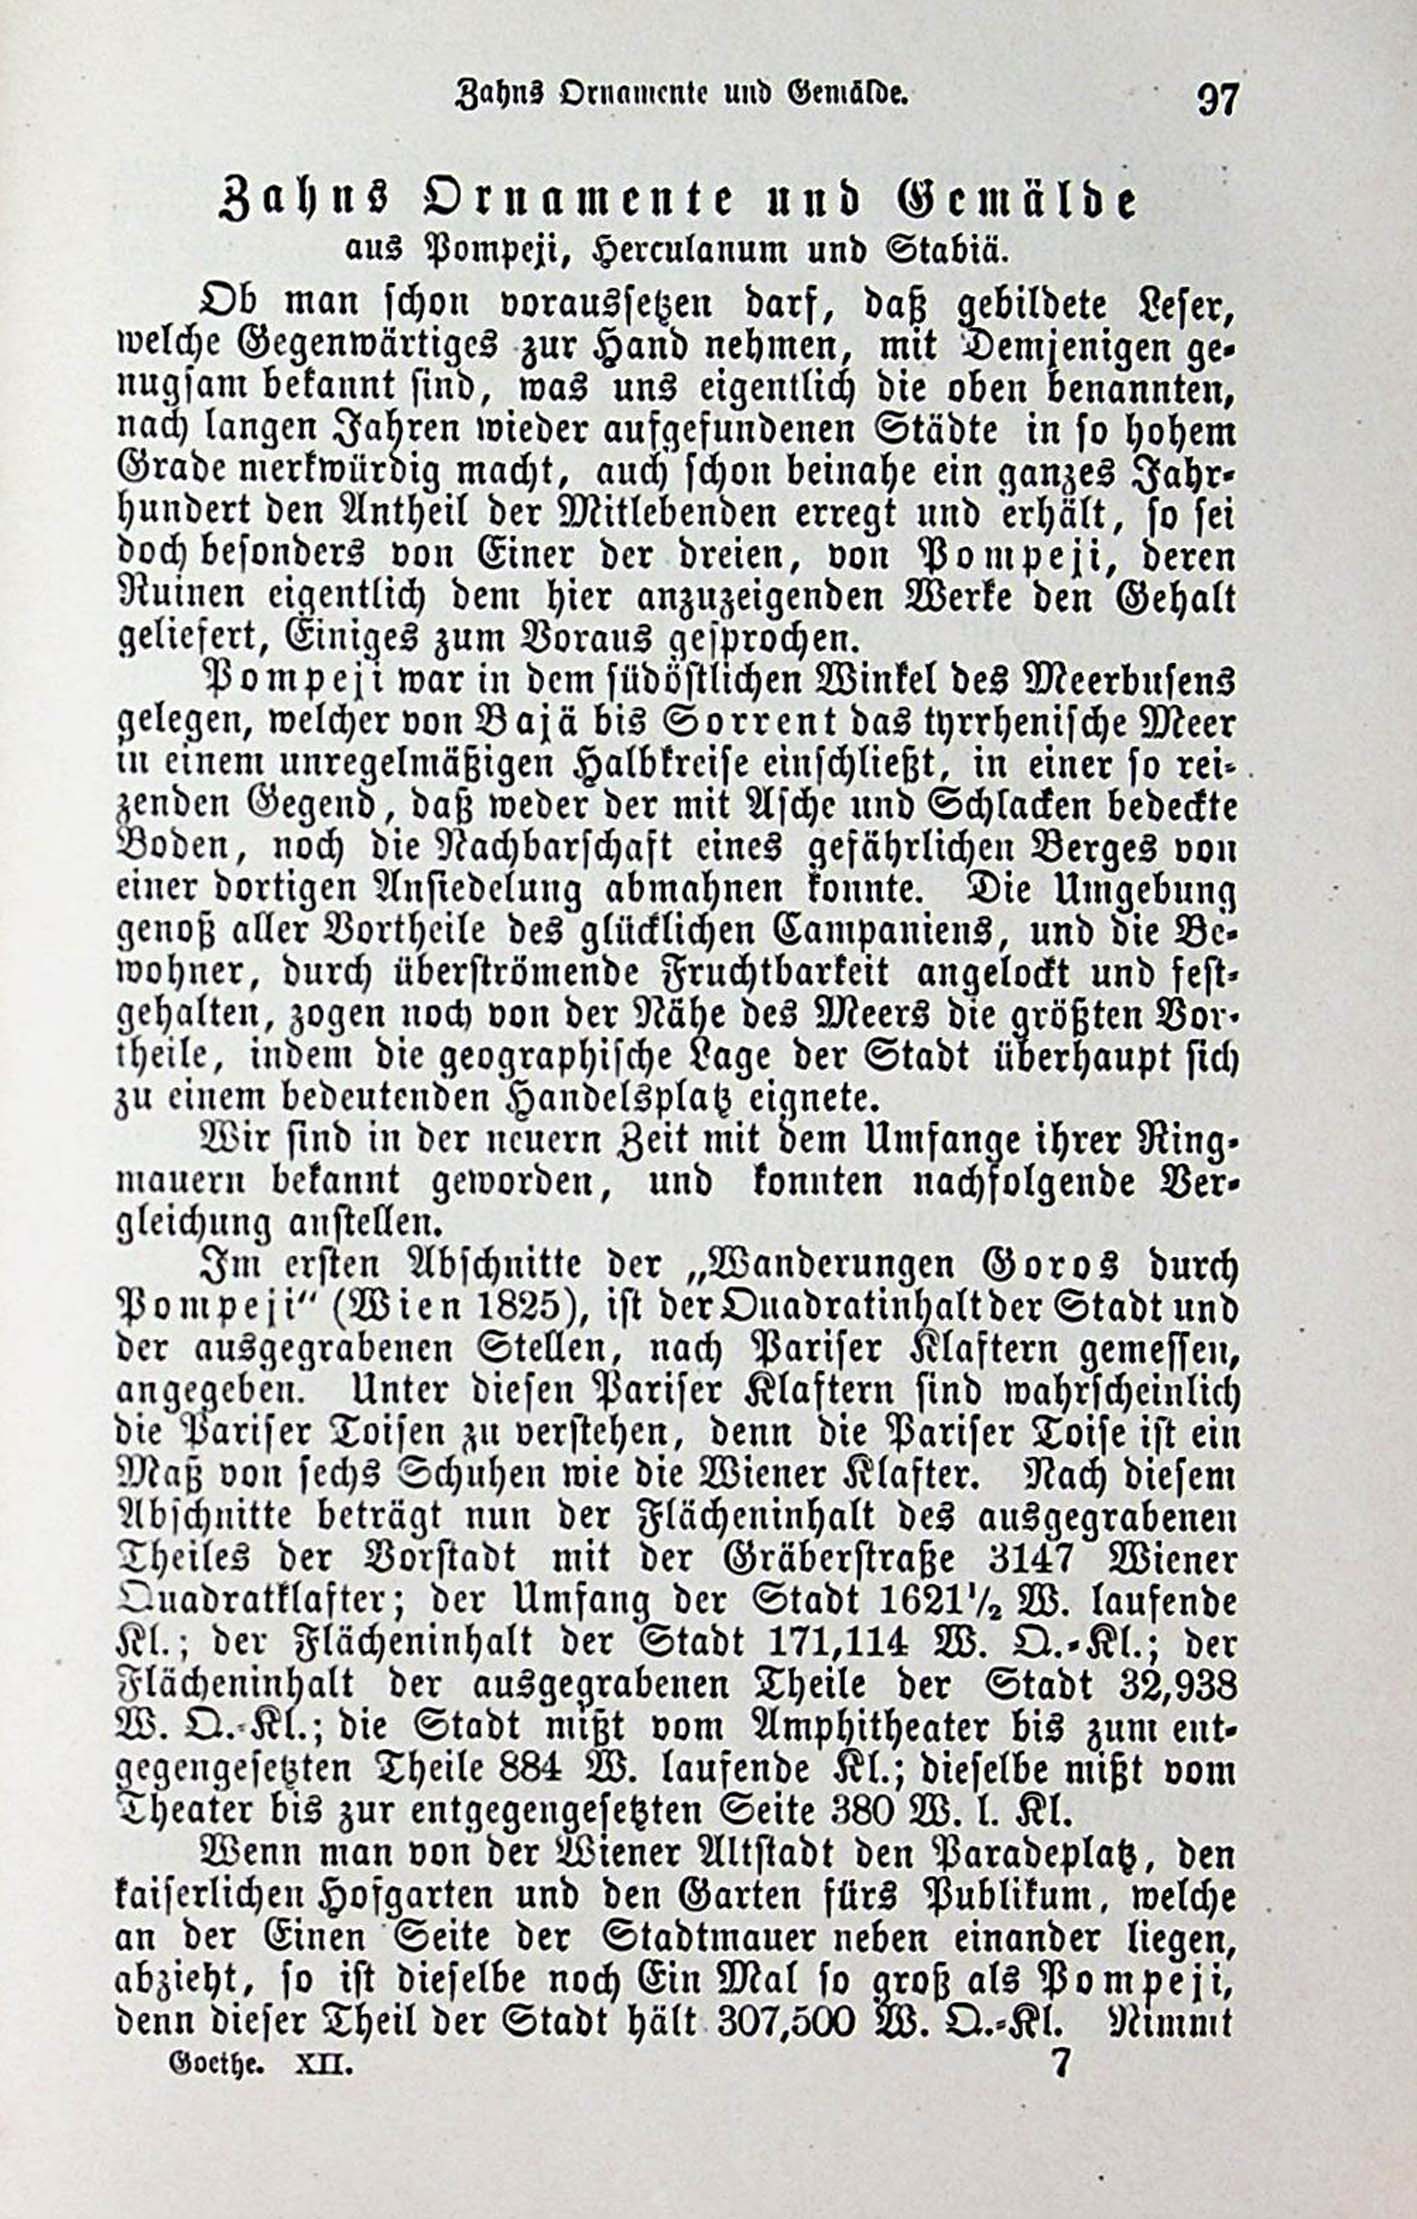 Zahns Ornamente und Gemälde. 97
Zahns Ornamente und Gemälde
aus Pompeji, Herculanum und Stabiä.
Ob man schon voraussetzen darf, daß gebildete Leser,
welche Gegenwärtiges zur Hand nehmen, mit Demjenigen ge-
nugsam bekannt sind, was uns eigentlich die oben benannten,
nach langen Jahren wieder aufgefundenen Städte in so hohem
Grade merkwürdig macht, auch schon beinahe ein ganzes Jahr-
hundert den Antheil der Mitlebenden erregt und erhält, so sei
doch besonders von Einer der dreien, von Pompeji, deren
Ruinen eigentlich dem hier anzuzeigenden Werke den Gehalt
geliefert, Einiges zum Voraus gesprochen.
Pompeji war in dem südöstlichen Winkel des Meerbusens
gelegen, welcher von Bajä bis Sorrent das tyrrhenische Meer
in einem unregelmäßigen Halbkreise einschließt, in einer so rei-
zenden Gegend, daß weder der mit Asche und Schlacken bedeckte
Boden, noch die Nachbarschaft eines gefährlichen Berges von
einer dortigen Ansiedelung abmahnen konnte. Die Umgebung
genoß aller Vortheile des glücklichen Campaniens, und die Be-
wohner, durch überströmende Fruchtbarkeit angelockt und fest-
gehalten, zogen noch von der Nähe des Meers die größten Vor-
theile, indem die geographische Lage der Stadt überhaupt sich
zu einem bedeutenden Handelsplatz eignete.
Wir sind in der neuern Zeit mit dem Umfange ihrer Ring-
mauern bekannt geworden, und konnten nachfolgende Ver-
gleichung anstellen.
Im ersten Abschnitte der „Wanderungen Goros durch
Pompeji“ (Wien 1825), ist der Quadratinhalt der Stadt und
der ausgegrabenen Stellen, nach Pariser Klaftern gemessen,
angegeben. Unter diesen Pariser Klaftern sind wahrscheinlich
die Pariser Toisen zu verstehen, denn die Pariser Toise ist ein
Maß von sechs Schuhen wie die Wiener Klafter. Nach diesem
Abschnitte beträgt nun der Flächeninhalt des ausgegrabenen
Theiles der Vorstadt mit der Gräberstraße 3147 Wiener
Quadratklafter; der Umfang der Stadt 1621½ W. laufende
Kl.; der Flächeninhalt der Stadt 171,114 W. Q.-Kl.; der
Flächeninhalt der ausgegrabenen Theile der Stadt 32,938
W. Q.-Kl.; die Stadt mißt vom Amphitheater bis zum ent-
gegengesetzten Theile 884 W. laufende Kl.; dieselbe mißt vom
Theater bis zur entgegengesetzten Seite 380 W. l. Kl.
Wenn man von der Wiener Altstadt den Paradeplatz, den
kaiserlichen Hofgarten und den Garten fürs Publikum, welche
an der Einen Seite der Stadtmauer neben einander liegen,
abzieht, so ist dieselbe noch Ein Mal so groß als Pompeji,
denn dieser Theil der Stadt hält 307,500 W. Q.-Kl. Nimmt
Goethe. XII. 7